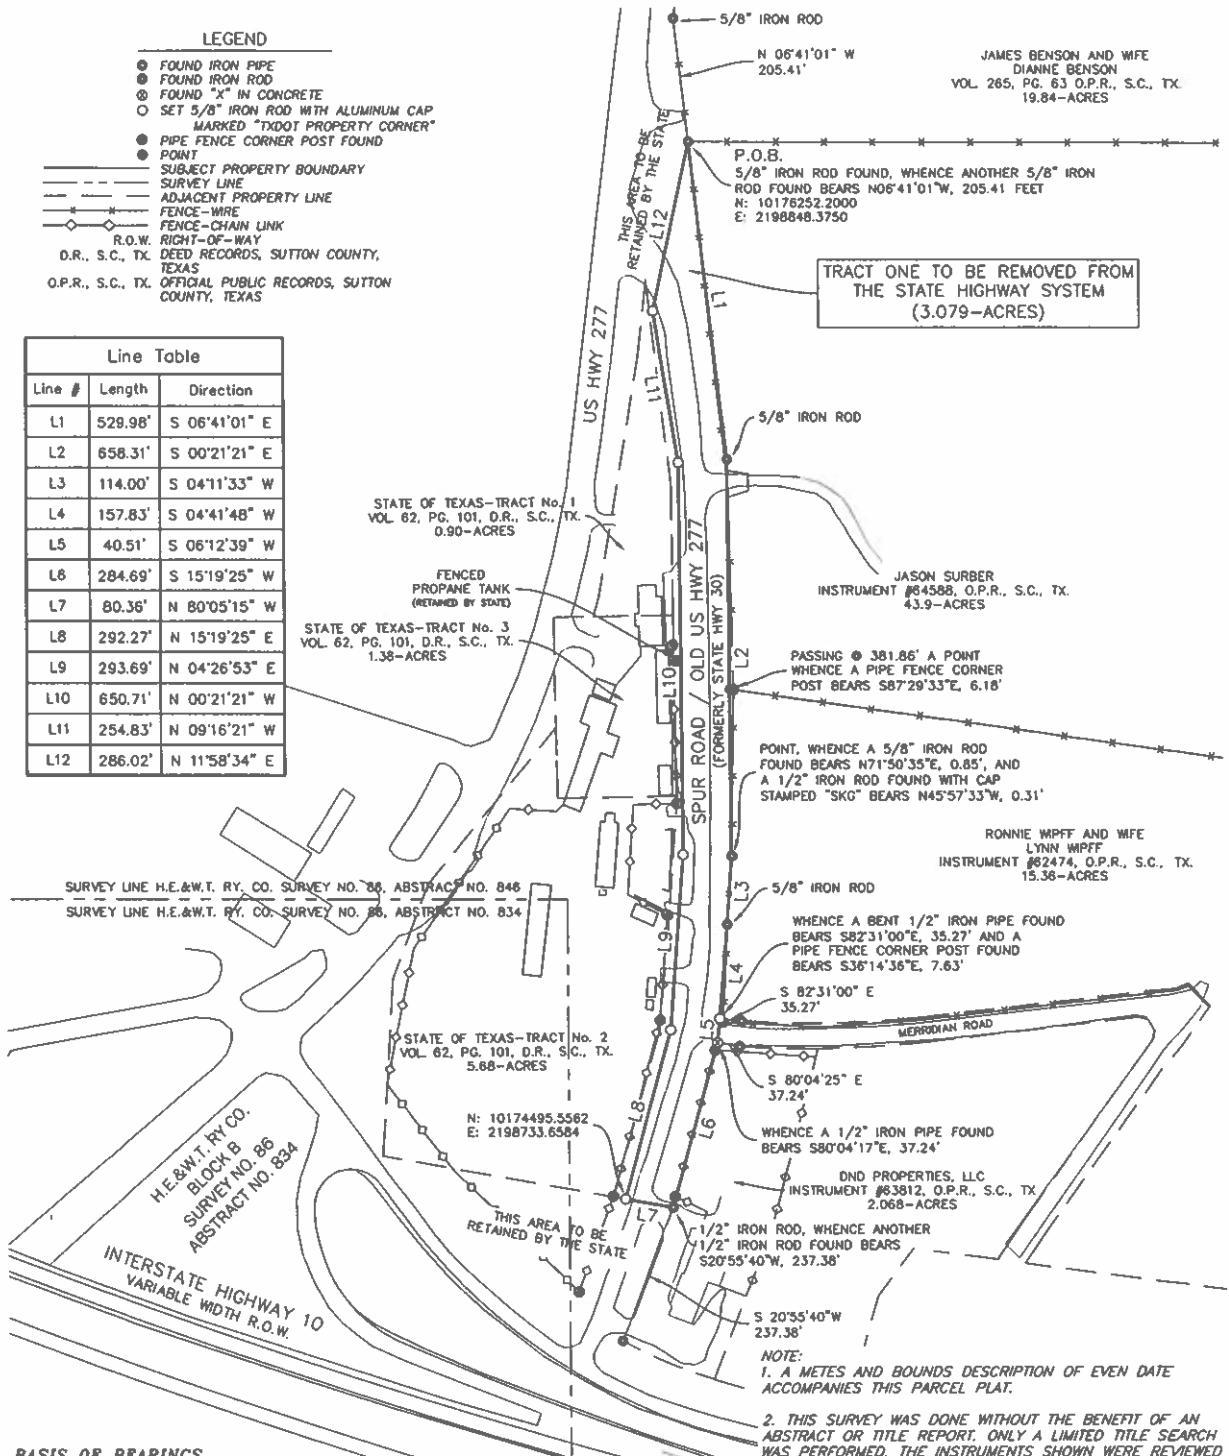 LEGEND
FOUND IRON PIPE
FOUND IRON ROD
FOUND "X" IN CONCRETE
SET 5/8" IRON ROD WITH ALUMINUM CAP
MARKED "TXDOT PROPERTY CORNER"
PIPE FENCE CORNER POST FOUND
POINT
SUBJECT PROPERTY BOUNDARY
SURVEY LINE
ADJACENT PROPERTY LINE
FENCE-WIRE
FENCE-CHAIN LINK
R.O.W. RIGHT-OF-WAY
D.R., S.C., TX. DEED RECORDS, SUTTON COUNTY,
TEXAS
O.P.R., S.C., TX. OFFICIAL PUBLIC RECORDS, SUTTON
COUNTY, TEXAS
5/8" IRON ROD
N 06°41'01" W
205.41'
JAMES BENSON AND WIFE
DIANNE BENSON
VOL. 265, PG. 63 O.P.R., S.C., TX.
19.84-ACRES
P.O.B.
5/8" IRON ROD FOUND, WHENCE ANOTHER 5/8" IRON
ROD FOUND BEARS N06°41'01"W, 205.41 FEET
N: 10176252.2000
E: 2198848.3750
THIS AREA TO BE
RETAINED BY THE STATE
L12
TRACT ONE TO BE REMOVED FROM
THE STATE HIGHWAY SYSTEM
(3.079-ACRES)
L1
US HWY 277
L11
Line Table
Line # Length Direction
L1 529.98' S 06°41'01" E
L2 658.31' S 00°21'21" E
L3 114.00' S 04°11'33" W
L4 157.83' S 04°41'48" W
L5 40.51' S 06°12'39" W
L6 284.69' S 15°19'25" W
L7 80.36' N 80°05'15" W
L8 292.27' N 15°19'25" E
L9 293.69' N 04°26'53" E
L10 650.71' N 00°21'21" W
L11 254.83' N 09°16'21" W
L12 286.02' N 11°58'34" E
5/8" IRON ROD
STATE OF TEXAS-TRACT No. 1
VOL. 62, PG. 101, D.R., S.C., TX.
0.90-ACRES
FENCED
PROPANE TANK
(RETAINED BY STATE)
STATE OF TEXAS-TRACT No. 3
VOL. 62, PG. 101, D.R., S.C., TX.
1.38-ACRES
SPUR ROAD / OLD US HWY 277
(FORMERLY STATE HWY 30)
JASON SURBER
INSTRUMENT #64588, O.P.R., S.C., TX.
43.9-ACRES
L2
L10
PASSING @ 381.86' A POINT
WHENCE A PIPE FENCE CORNER
POST BEARS S87°29'33"E, 6.18'
POINT, WHENCE A 5/8" IRON ROD
FOUND BEARS N71°50'35"E, 0.85', AND
A 1/2" IRON ROD FOUND WITH CAP
STAMPED "SKG" BEARS N45°57'33"W, 0.31'
RONNIE WIPFF AND WIFE
LYNN WIPFF
INSTRUMENT #62474, O.P.R., S.C., TX.
15.36-ACRES
SURVEY LINE H.E.&W.T. RY. CO. SURVEY NO. 86, ABSTRACT NO. 846
SURVEY LINE H.E.&W.T. RY. CO. SURVEY NO. 86, ABSTRACT NO. 834
L3
5/8" IRON ROD
WHENCE A BENT 1/2" IRON PIPE FOUND
BEARS S82°31'00"E, 35.27' AND A
PIPE FENCE CORNER POST FOUND
BEARS S36°14'36"E, 7.63'
L9
L4
S 82°31'00" E
35.27'
MERRIDIAN ROAD
L5
STATE OF TEXAS-TRACT No. 2
VOL. 62, PG. 101, D.R., S.C., TX.
5.68-ACRES
S 80°04'25" E
37.24'
N: 10174495.5562
E: 2198733.6584
L8
L6
WHENCE A 1/2" IRON PIPE FOUND
BEARS S80°04'17"E, 37.24'
H.E.&W.T. RY CO.
BLOCK B
SURVEY NO. 86
ABSTRACT NO. 834
DND PROPERTIES, LLC
INSTRUMENT #63812, O.P.R., S.C., TX
2.068-ACRES
L7
THIS AREA TO BE
RETAINED BY THE STATE
1/2" IRON ROD, WHENCE ANOTHER
1/2" IRON ROD FOUND BEARS
S20°55'40"W, 237.38'
INTERSTATE HIGHWAY 10
VARIABLE WIDTH R.O.W.
S 20°55'40"W
237.38'
NOTE:
1. A METES AND BOUNDS DESCRIPTION OF EVEN DATE
ACCOMPANIES THIS PARCEL PLAT.
2. THIS SURVEY WAS DONE WITHOUT THE BENEFIT OF AN
ABSTRACT OR TITLE REPORT. ONLY A LIMITED TITLE SEARCH
WAS PERFORMED. THE INSTRUMENTS SHOWN WERE REVIEWED
BASIS OF BEARINGS